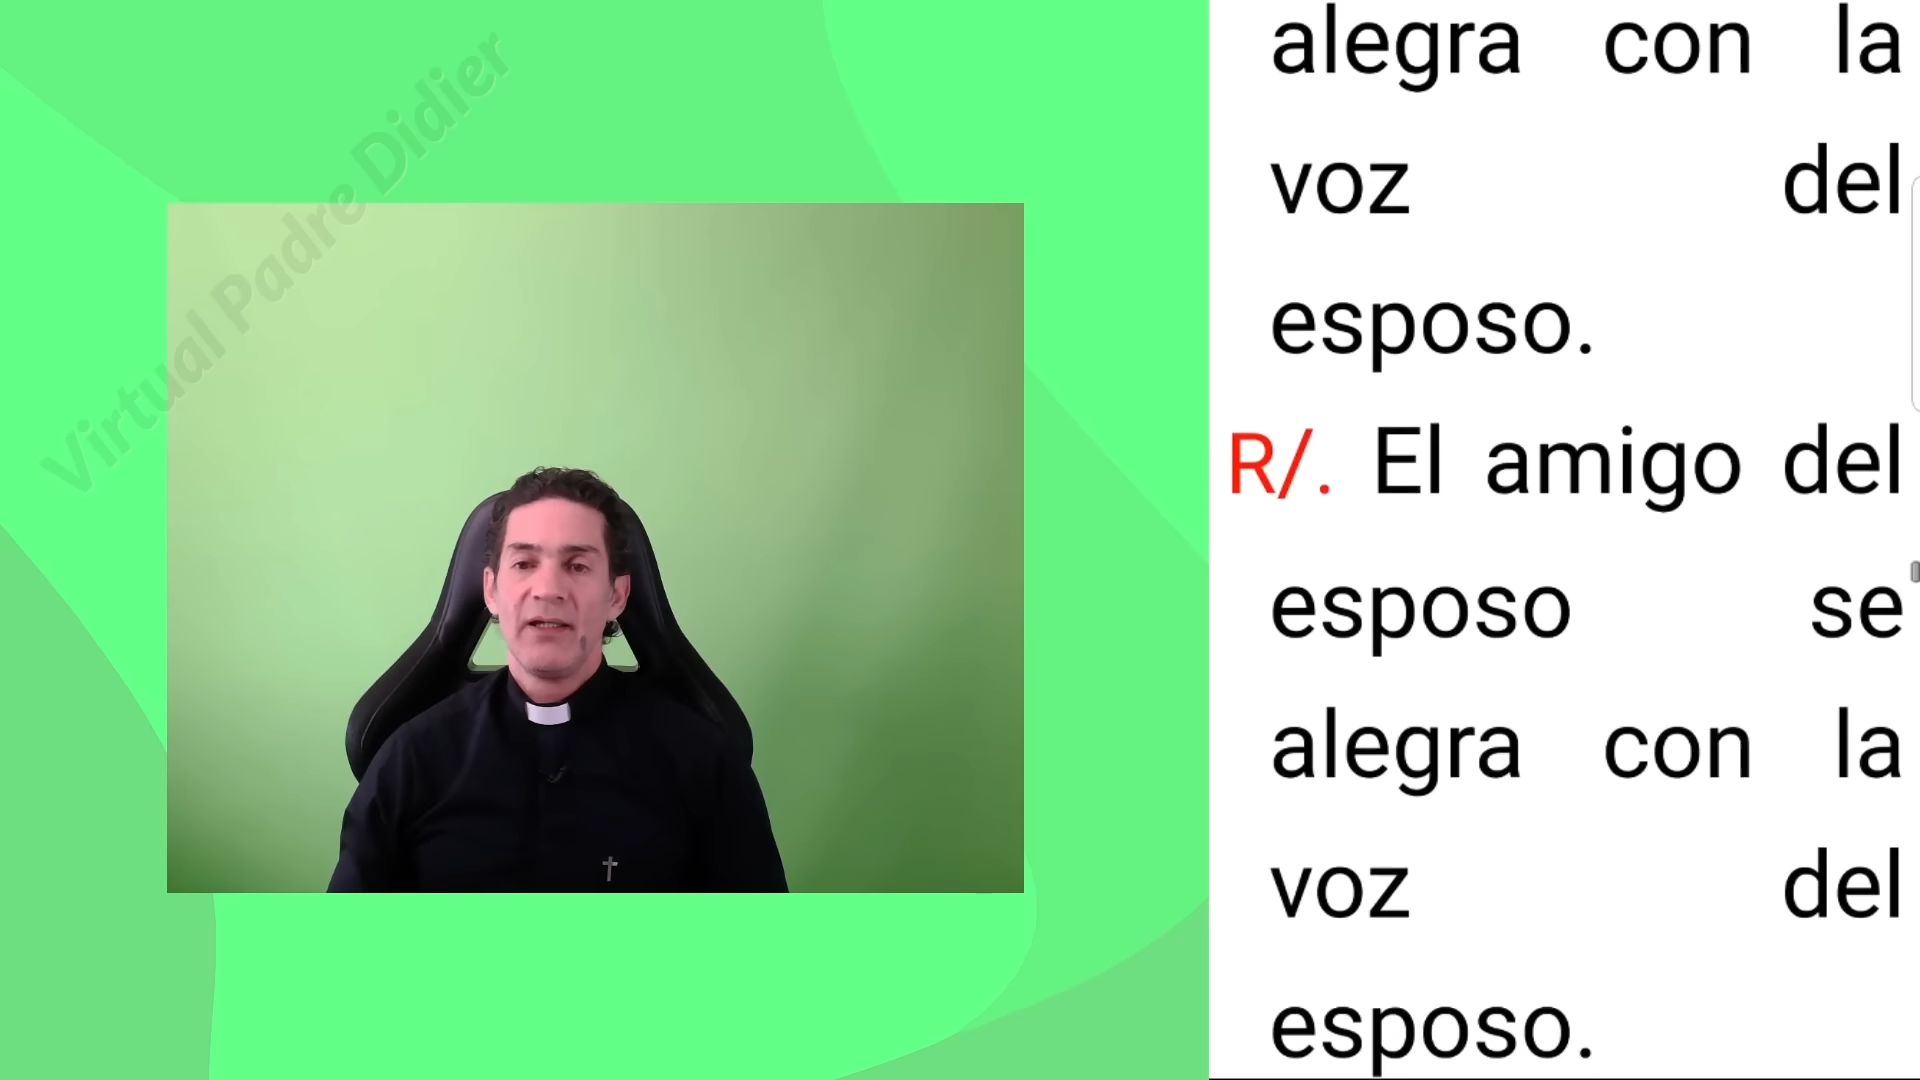 Virtual Padre Didier
alegra con la
voz del
esposo.
R/. El amigo del
esposo se
alegra con la
voz del
esposo.